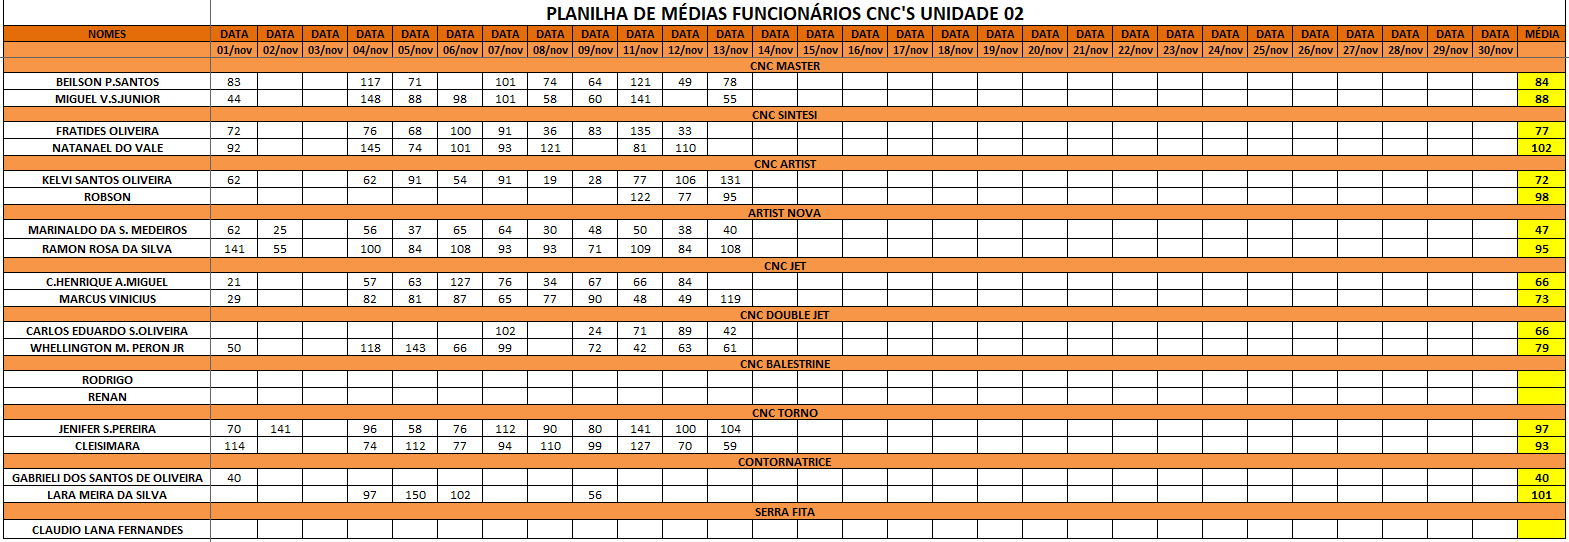 PLANILHA DE MÉDIAS FUNCIONÁRIOS CNC'S UNIDADE 02
NOMES DATA DATA DATA DATA DATA DATA DATA DATA DATA DATA DATA DATA DATA DATA DATA DATA DATA DATA DATA DATA DATA DATA DATA DATA DATA DATA DATA DATA DATA MÉDIA
01/nov 02/nov 03/nov 04/nov 05/nov 06/nov 07/nov 08/nov 09/nov 11/nov 12/nov 13/nov 14/nov 15/nov 16/nov 17/nov 18/nov 19/nov 20/nov 21/nov 22/nov 23/nov 24/nov 25/nov 26/nov 27/nov 28/nov 29/nov 30/nov
CNC MASTER
BEILSON P.SANTOS 83 117 71 101 74 64 121 49 78 84
MIGUEL V.S.JUNIOR 44 148 88 98 101 58 60 141 55 88
CNC SINTESI
FRATIDES OLIVEIRA 72 76 68 100 91 36 83 135 33 77
NATANAEL DO VALE 92 145 74 101 93 121 81 110 102
CNC ARTIST
KELVI SANTOS OLIVEIRA 62 62 91 54 91 19 28 77 106 131 72
ROBSON 122 77 95 98
ARTIST NOVA
MARINALDO DA S. MEDEIROS 62 25 56 37 65 64 30 48 50 38 40 47
RAMON ROSA DA SILVA 141 55 100 84 108 93 93 71 109 84 108 95
CNC JET
C.HENRIQUE A.MIGUEL 21 57 63 127 76 34 67 66 84 66
MARCUS VINICIUS 29 82 81 87 65 77 90 48 49 119 73
CNC DOUBLE JET
CARLOS EDUARDO S.OLIVEIRA 102 24 71 89 42 66
WHELLINGTON M. PERON JR 50 118 143 66 99 72 42 63 61 79
CNC BALESTRINE
RODRIGO
RENAN
CNC TORNO
JENIFER S.PEREIRA 70 141 96 58 76 112 90 80 141 100 104 97
CLEISIMARA 114 74 112 77 94 110 99 127 70 59 93
CONTORNATRICE
GABRIELI DOS SANTOS DE OLIVEIRA 40 40
LARA MEIRA DA SILVA 97 150 102 56 101
SERRA FITA
CLAUDIO LANA FERNANDES